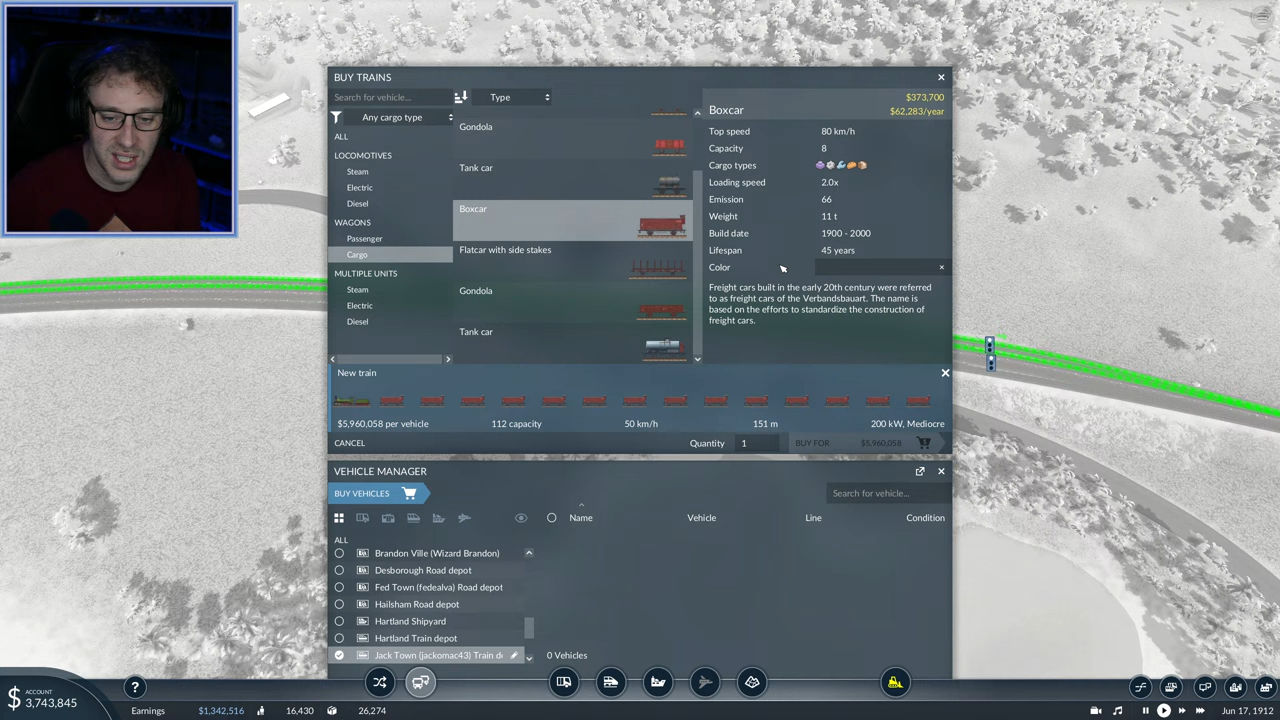 BUY TRAINS
Search for vehicle...
Type
Any cargo type
ALL
LOCOMOTIVES
Steam
Electric
Diesel
WAGONS
Passenger
Cargo
MULTIPLE UNITS
Steam
Electric
Diesel
Gondola
Tank car
Boxcar
Flatcar with side stakes
Gondola
Tank car
$373,700
Boxcar
$62,283/year
Top speed 80 km/h
Capacity 8
Cargo types
Loading speed 2.0x
Emission 66
Weight 11 t
Build date 1900 - 2000
Lifespan 45 years
Color
Freight cars built in the early 20th century were referred
to as freight cars of the Verbandsbauart. The name is
based on the efforts to standardize the construction of
freight cars.
New train
$5,960,058 per vehicle 112 capacity 50 km/h 151 m 200 kW, Mediocre
CANCEL Quantity 1 BUY FOR $5,960,058
VEHICLE MANAGER
BUY VEHICLES
Search for vehicle...
Name Vehicle Line Condition
ALL
Brandon Ville (Wizard Brandon)
Desborough Road depot
Fed Town (fedealva) Road depot
Hailsham Road depot
Hartland Shipyard
Hartland Train depot
Jack Town (jackomac43) Train d
0 Vehicles
ACCOUNT
$ 3,743,845
?
Earnings $1,342,516 16,430 26,274
Jun 17, 1912